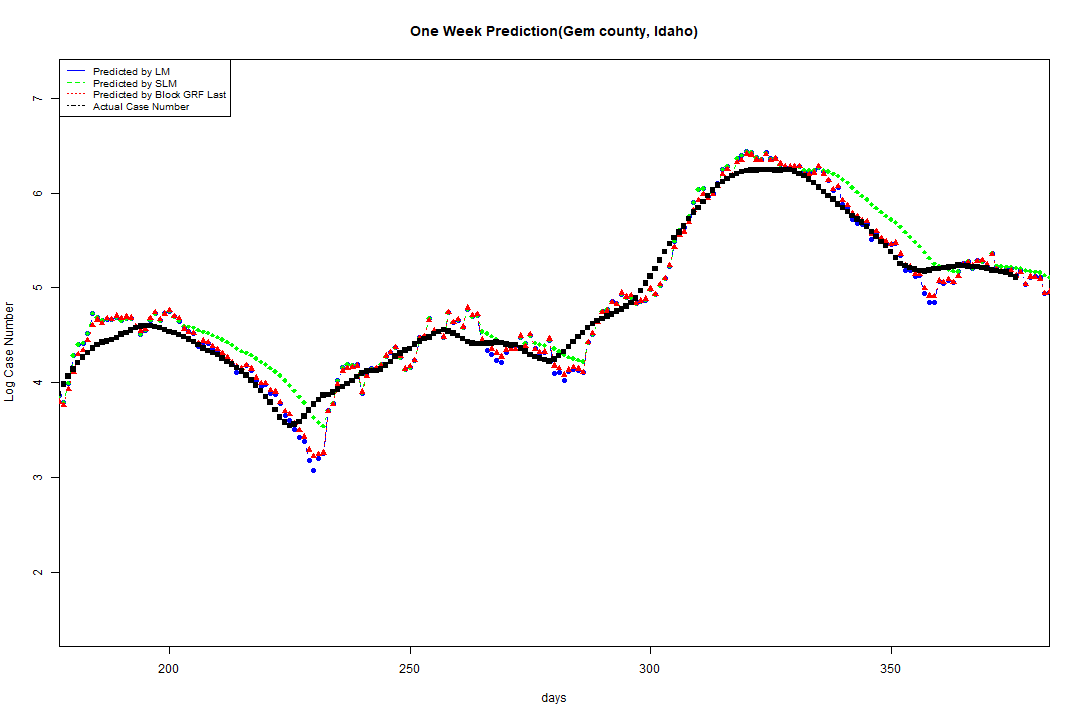 One Week Prediction(Gem county, Idaho)
Predicted by LM
Predicted by SLM
Predicted by Block GRF Last
Actual Case Number
7
6
5
4
3
2
Log Case Number
200 250 300 350
days